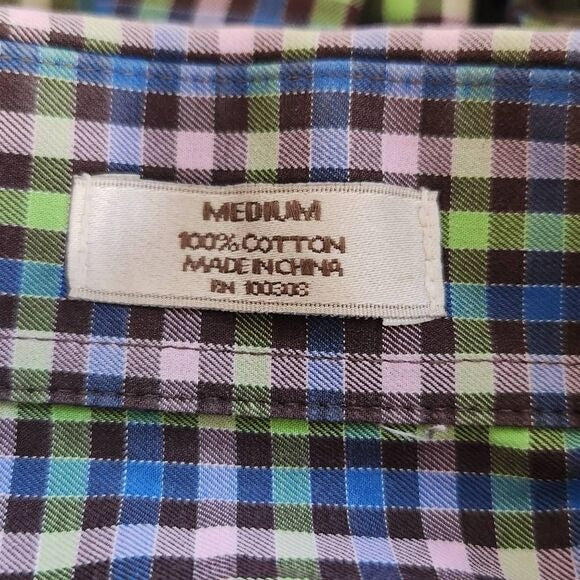 MEDIUM
100% COTTON
MADE IN CHINA
RN 100303